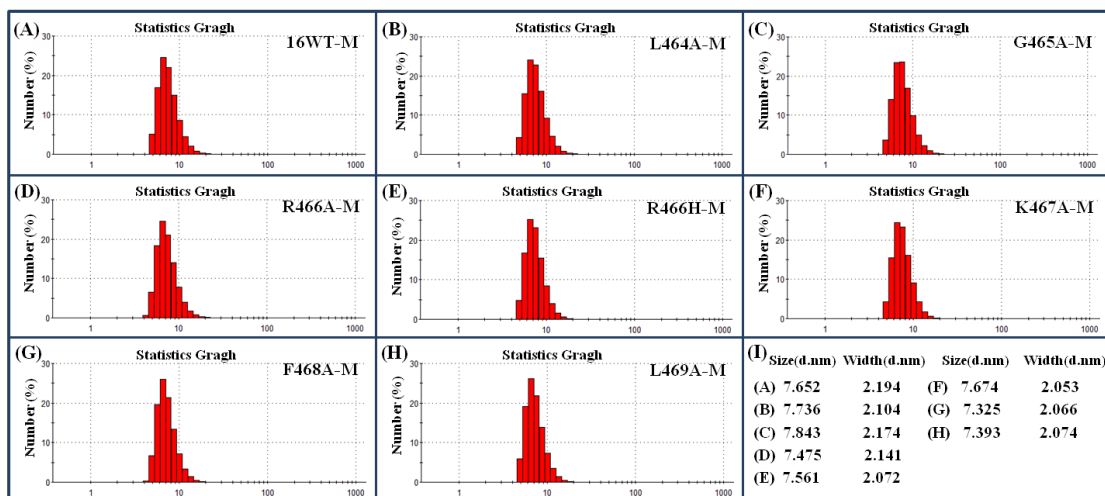 (A) Statistics Gragh
16WT-M
Number (%)
30
20
10
0
1 10 100 1000
(B) Statistics Gragh
L464A-M
Number (%)
30
20
10
0
1 10 100 1000
(C) Statistics Gragh
G465A-M
Number (%)
30
20
10
0
1 10 100 1000
(D) Statistics Gragh
R466A-M
Number (%)
30
20
10
0
1 10 100 1000
(E) Statistics Gragh
R466H-M
Number (%)
30
20
10
0
1 10 100 1000
(F) Statistics Gragh
K467A-M
Number (%)
30
20
10
0
1 10 100 1000
(G) Statistics Gragh
F468A-M
Number (%)
30
20
10
0
1 10 100 1000
(H) Statistics Gragh
L469A-M
Number (%)
30
20
10
0
1 10 100 1000
(I) Size(d.nm) Width(d.nm) Size(d.nm) Width(d.nm)
(A) 7.652 2.194 (F) 7.674 2.053
(B) 7.736 2.104 (G) 7.325 2.066
(C) 7.843 2.174 (H) 7.393 2.074
(D) 7.475 2.141
(E) 7.561 2.072